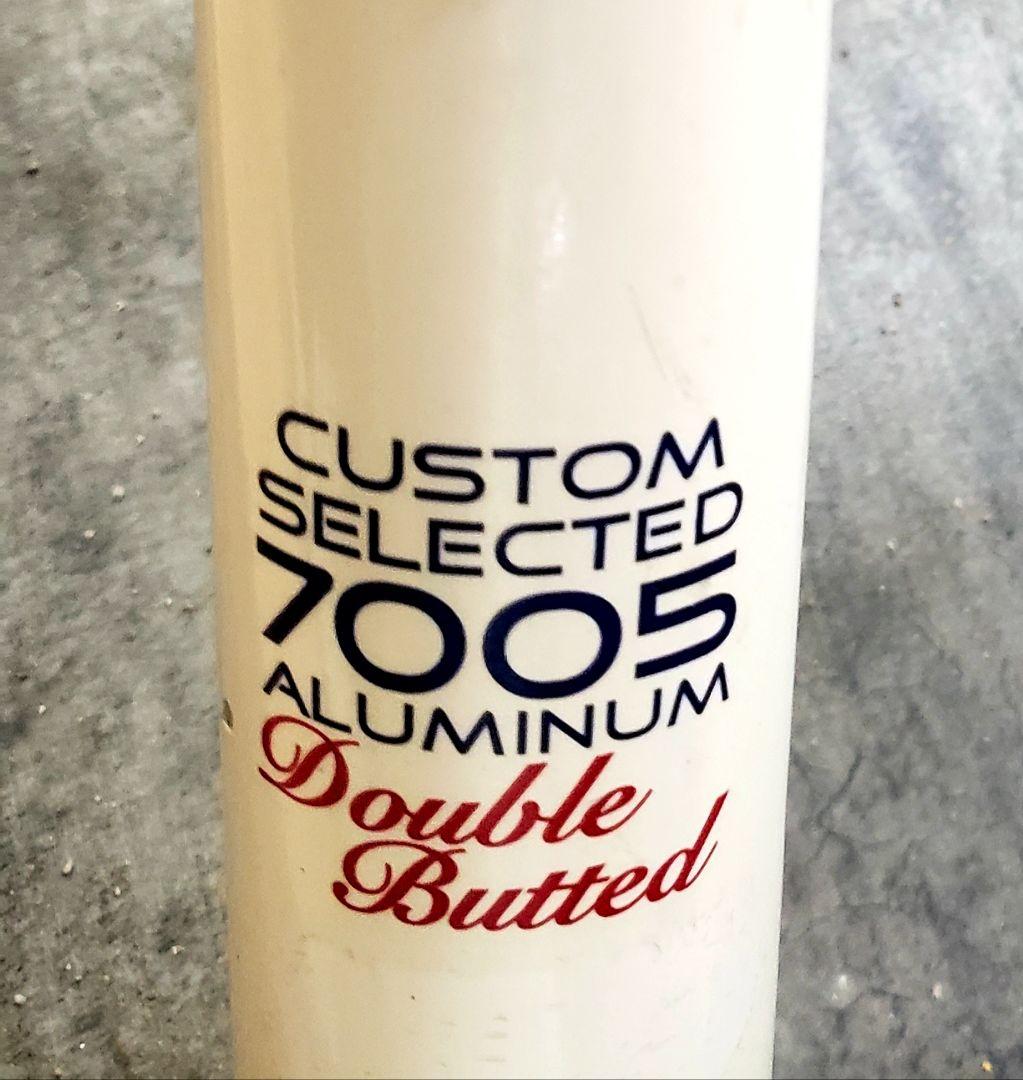 CUSTOM
SELECTED
7005
ALUMINUM
Double
Butted